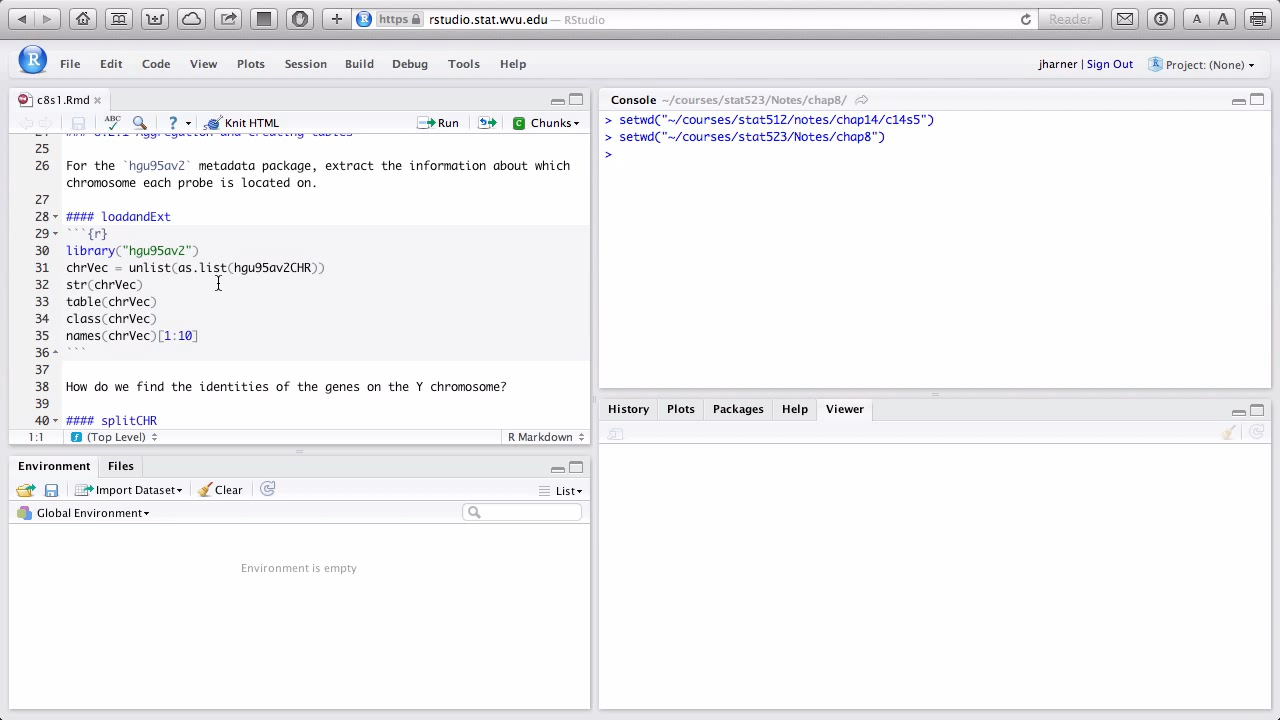 https rstudio.stat.wvu.edu — RStudio Reader A A
File Edit Code View Plots Session Build Debug Tools Help jharner | Sign Out Project: (None)
c8s1.Rmd
ABC ? Knit HTML Run Chunks
25
26 For the `hgu95av2` metadata package, extract the information about which
chromosome each probe is located on.
27
28 #### loadandExt
29 ```{r}
30 library("hgu95av2")
31 chrVec = unlist(as.list(hgu95av2CHR))
32 str(chrVec)
33 table(chrVec)
34 class(chrVec)
35 names(chrVec)[1:10]
36 ```
37
38 How do we find the identities of the genes on the Y chromosome?
39
40 #### splitCHR
1:1 (Top Level) R Markdown
Environment Files
Import Dataset Clear List
Global Environment
Environment is empty
Console ~/courses/stat523/Notes/chap8/
> setwd("~/courses/stat512/notes/chap14/c14s5")
> setwd("~/courses/stat523/Notes/chap8")
>
History Plots Packages Help Viewer